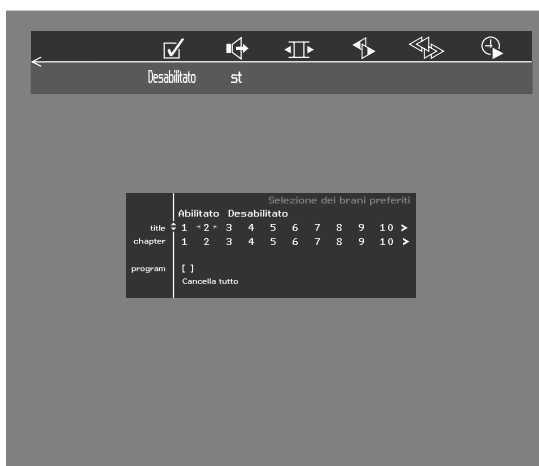 Desabilitato st
Selezione dei brani preferiti
Abilitato Desabilitato
title 1 2 3 4 5 6 7 8 9 10 >
chapter 1 2 3 4 5 6 7 8 9 10 >
program [ ]
Cancella tutto